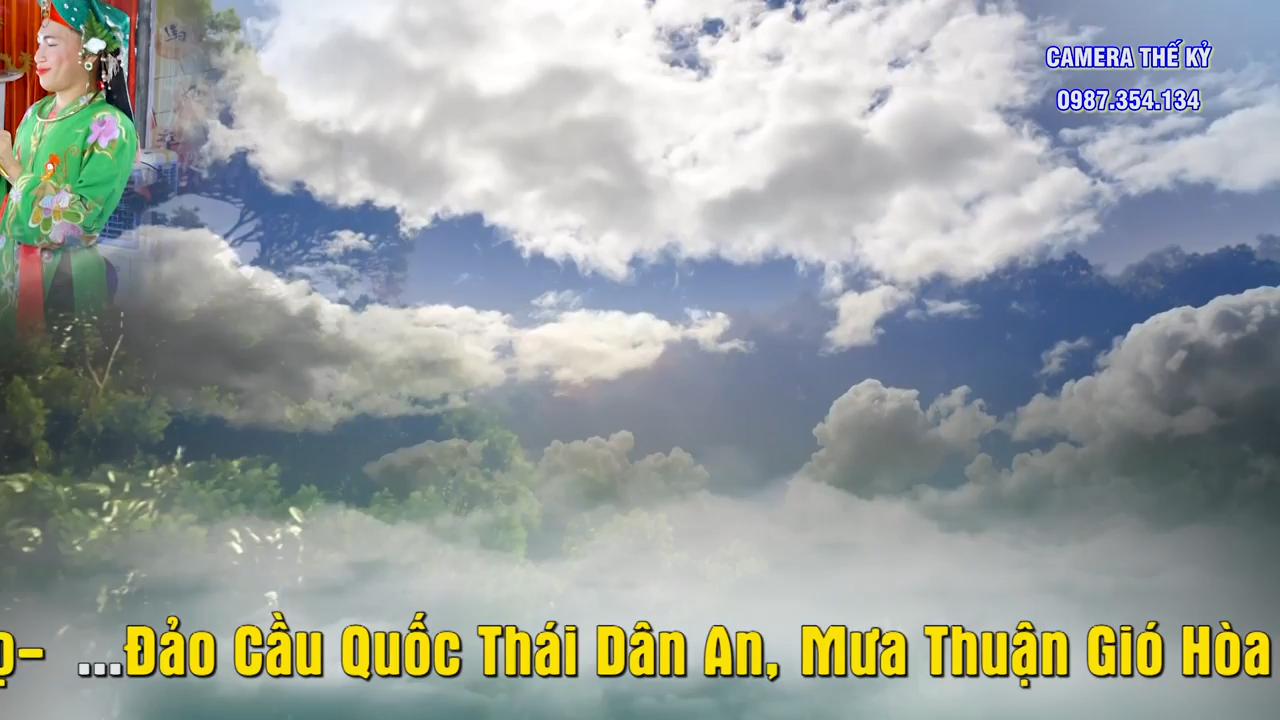 CAMERA THẾ KỶ
0987.354.134
ọ- ...Đảo Cầu Quốc Thái Dân An, Mưa Thuận Gió Hòa